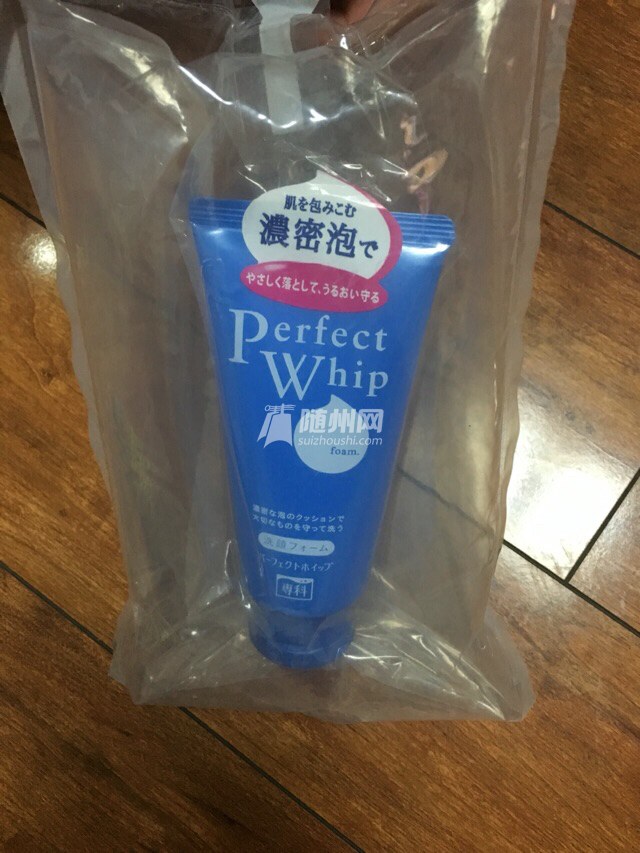 肌を包みこむ
濃密泡で
やさしく落として、うるおい守る
Perfect
Whip
随州网
suizhoushi.com
foam.
濃密な泡のクッションで
大切なものを守って洗う
洗顔フォーム
パーフェクトホイップ
専科